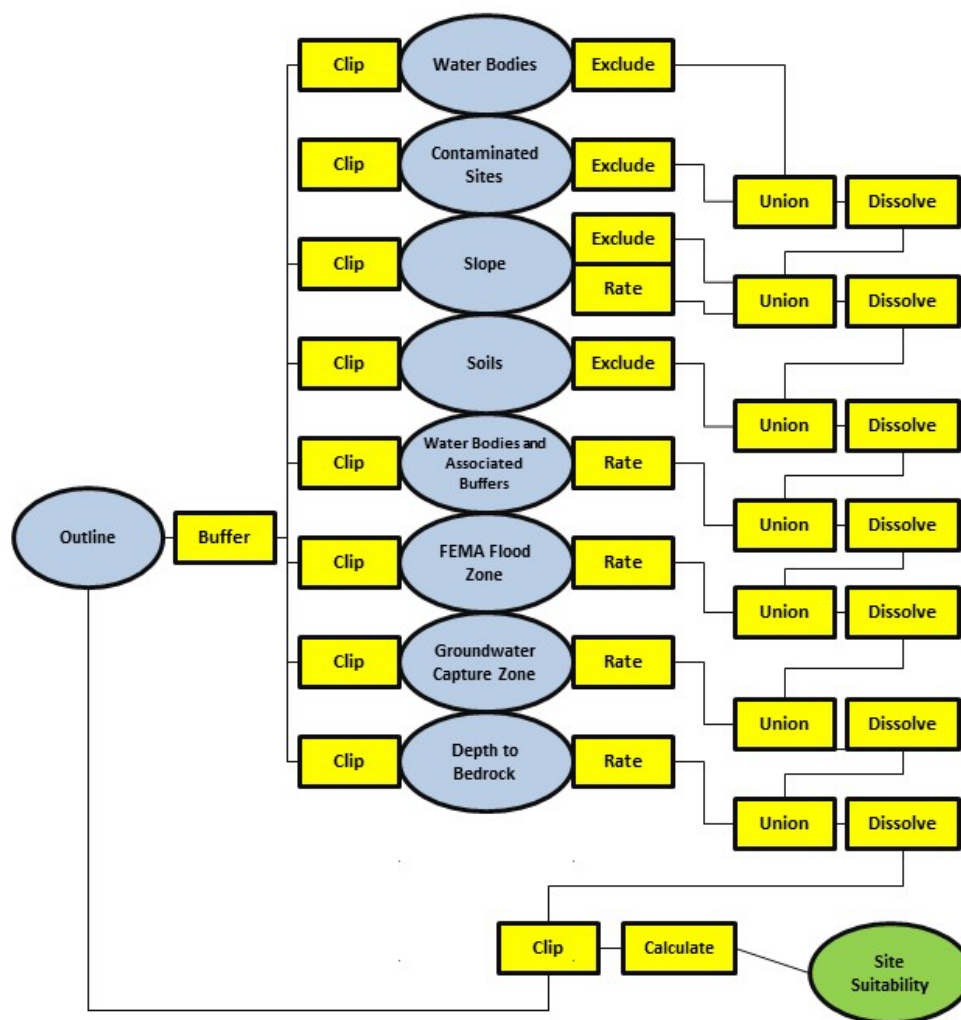 Clip
Water Bodies
Exclude
Clip
Contaminated
Sites
Exclude
Union
Dissolve
Clip
Slope
Exclude
Rate
Union
Dissolve
Clip
Soils
Exclude
Union
Dissolve
Clip
Water Bodies and
Associated
Buffers
Rate
Union
Dissolve
Outline
Buffer
Clip
FEMA Flood
Zone
Rate
Union
Dissolve
Clip
Groundwater
Capture Zone
Rate
Union
Dissolve
Clip
Depth to
Bedrock
Rate
Union
Dissolve
Clip
Calculate
Site
Suitability